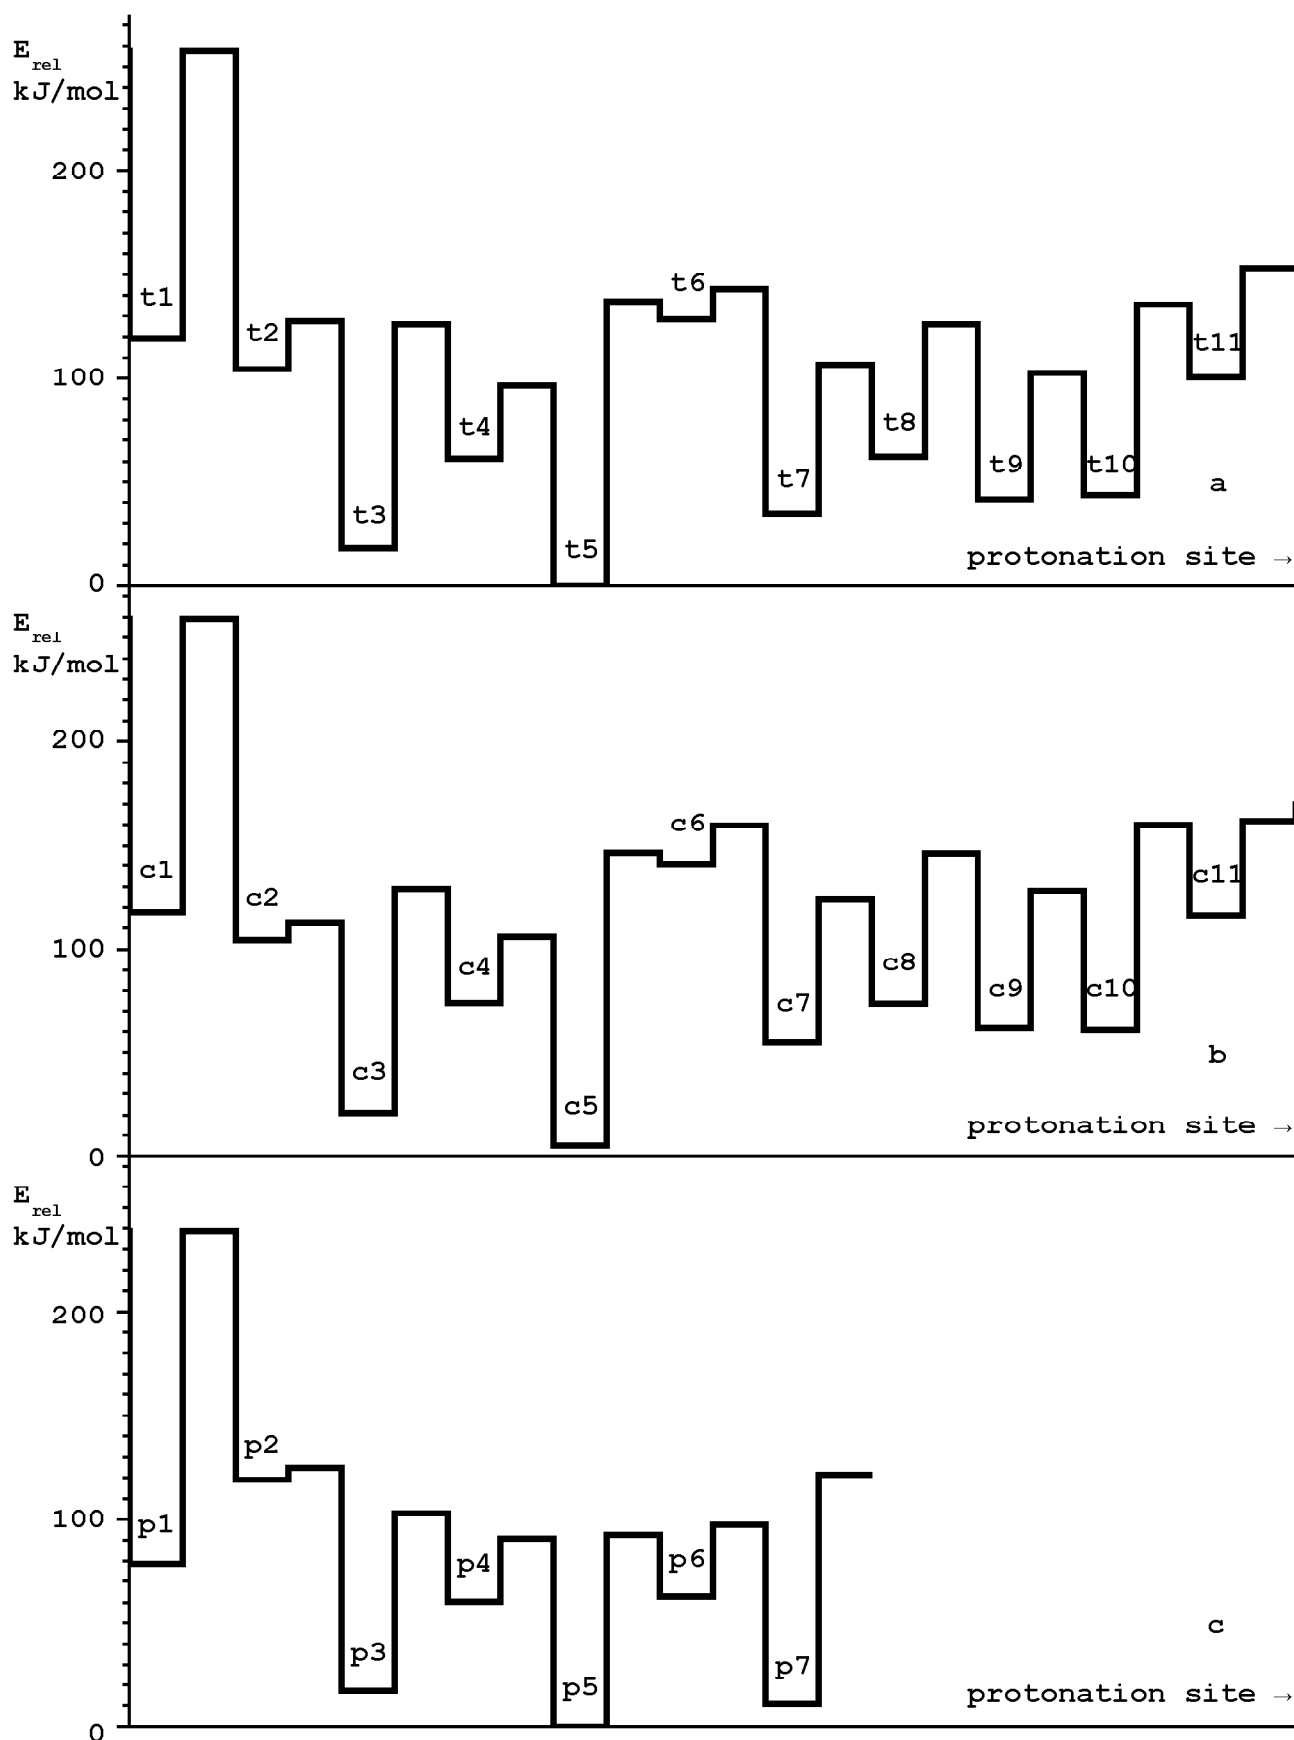 E
rel
kJ/mol
200
100
0
t1
t2
t3
t4
t5
t6
t7
t8
t9
t10
t11
a
protonation site →
E
rel
kJ/mol
200
100
0
c1
c2
c3
c4
c5
c6
c7
c8
c9
c10
c11
b
protonation site →
E
rel
kJ/mol
200
100
0
p1
p2
p3
p4
p5
p6
p7
c
protonation site →